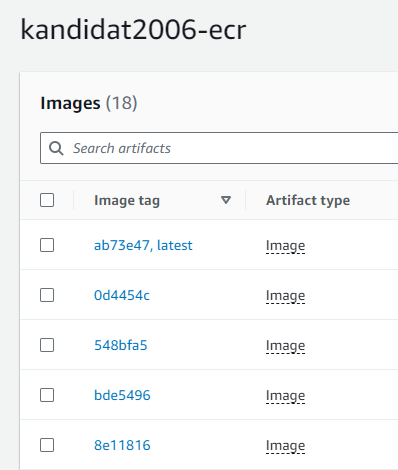 kandidat2006-ecr
Images (18)
Search artifacts
Image tag Artifact type
ab73e47, latest Image
0d4454c Image
548bfa5 Image
bde5496 Image
8e11816 Image